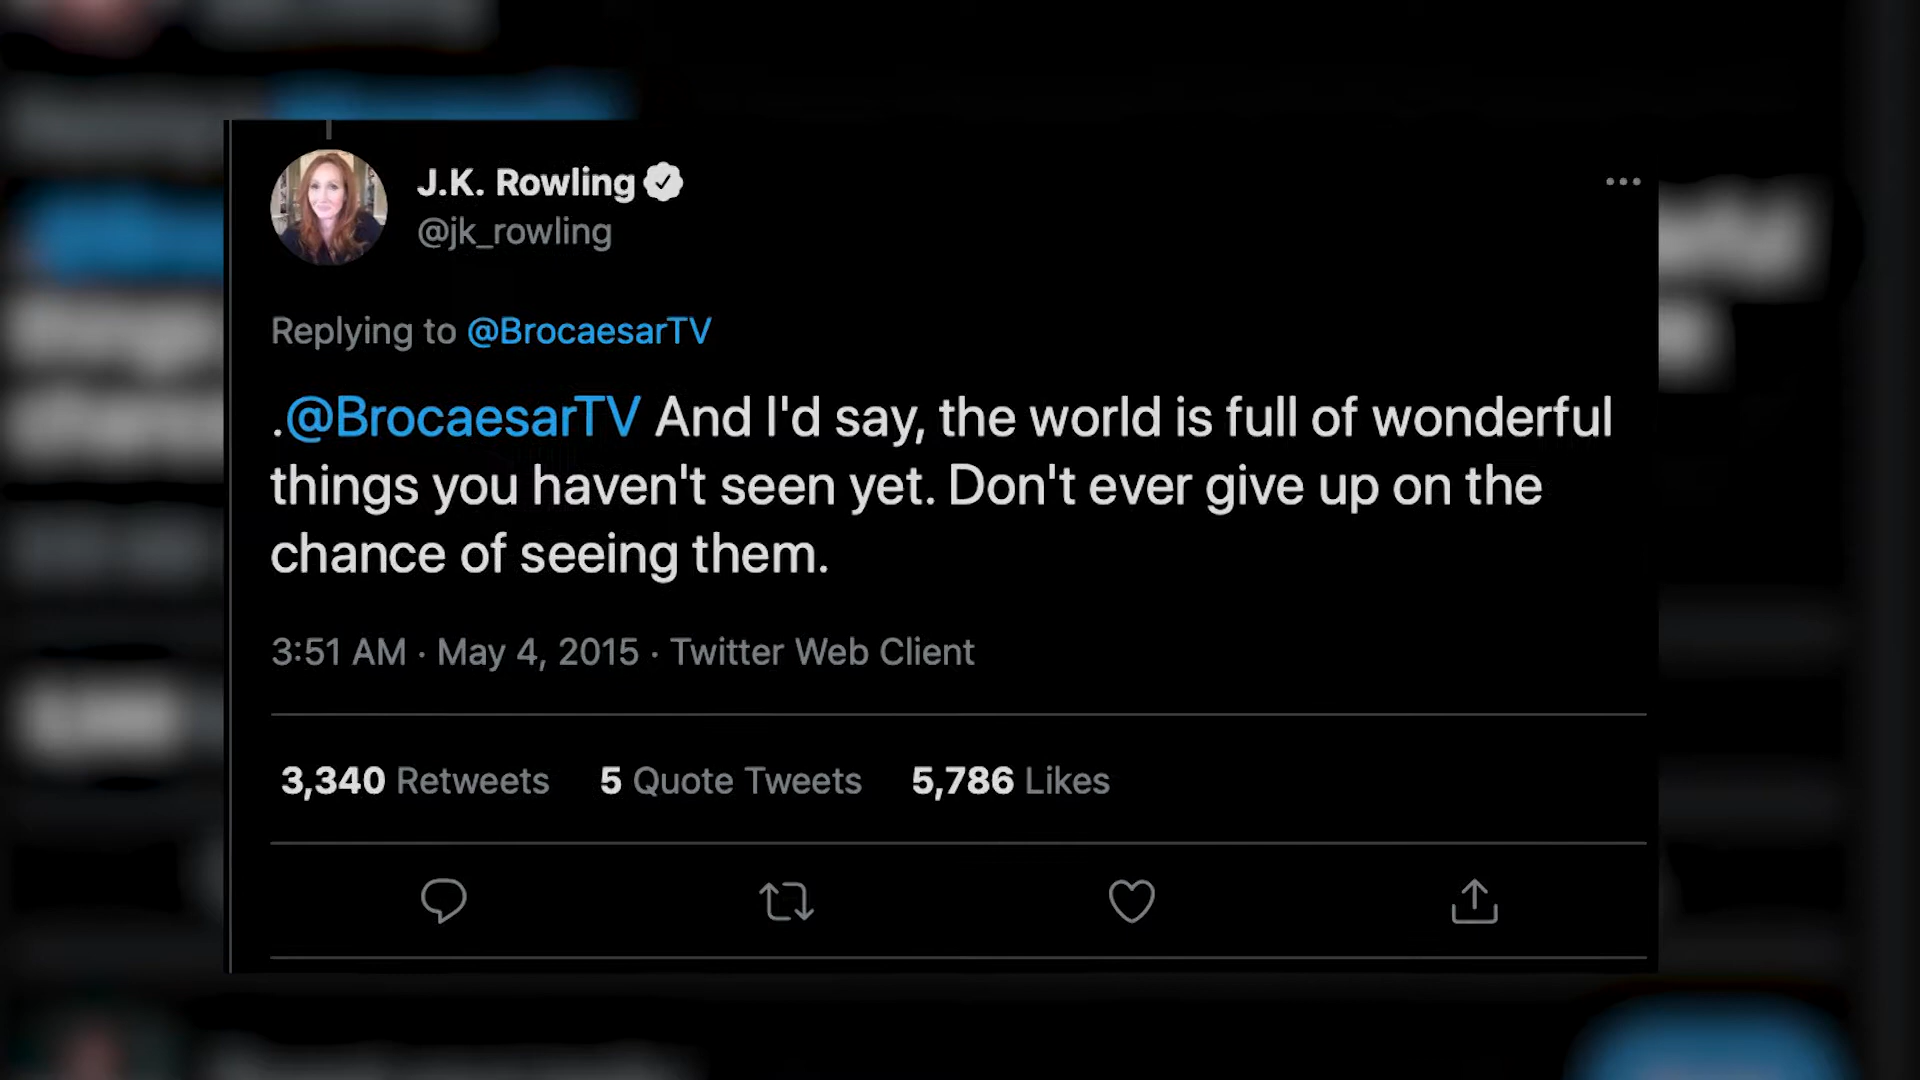 J.K. Rowling
@jk_rowling
Replying to @BrocaesarTV
.@BrocaesarTV And I'd say, the world is full of wonderful
things you haven't seen yet. Don't ever give up on the
chance of seeing them.
3:51 AM · May 4, 2015 · Twitter Web Client
3,340 Retweets 5 Quote Tweets 5,786 Likes